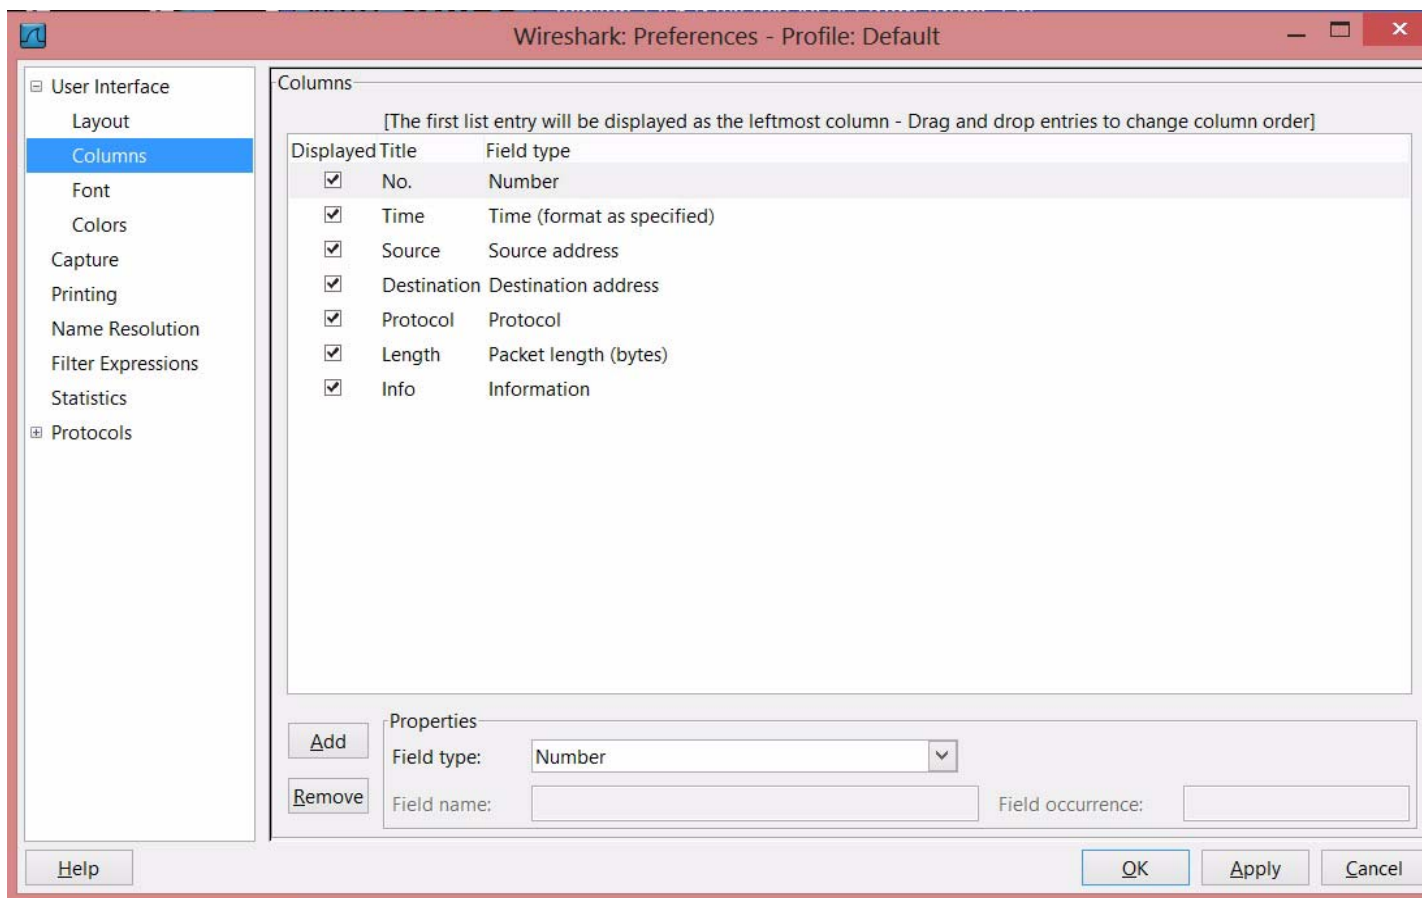 Wireshark: Preferences - Profile: Default
User Interface
Layout
Columns
Font
Colors
Capture
Printing
Name Resolution
Filter Expressions
Statistics
Protocols
Columns
[The first list entry will be displayed as the leftmost column - Drag and drop entries to change column order]
Displayed Title Field type
No. Number
Time Time (format as specified)
Source Source address
Destination Destination address
Protocol Protocol
Length Packet length (bytes)
Info Information
Add
Remove
Properties
Field type: Number
Field name: Field occurrence:
Help
OK Apply Cancel